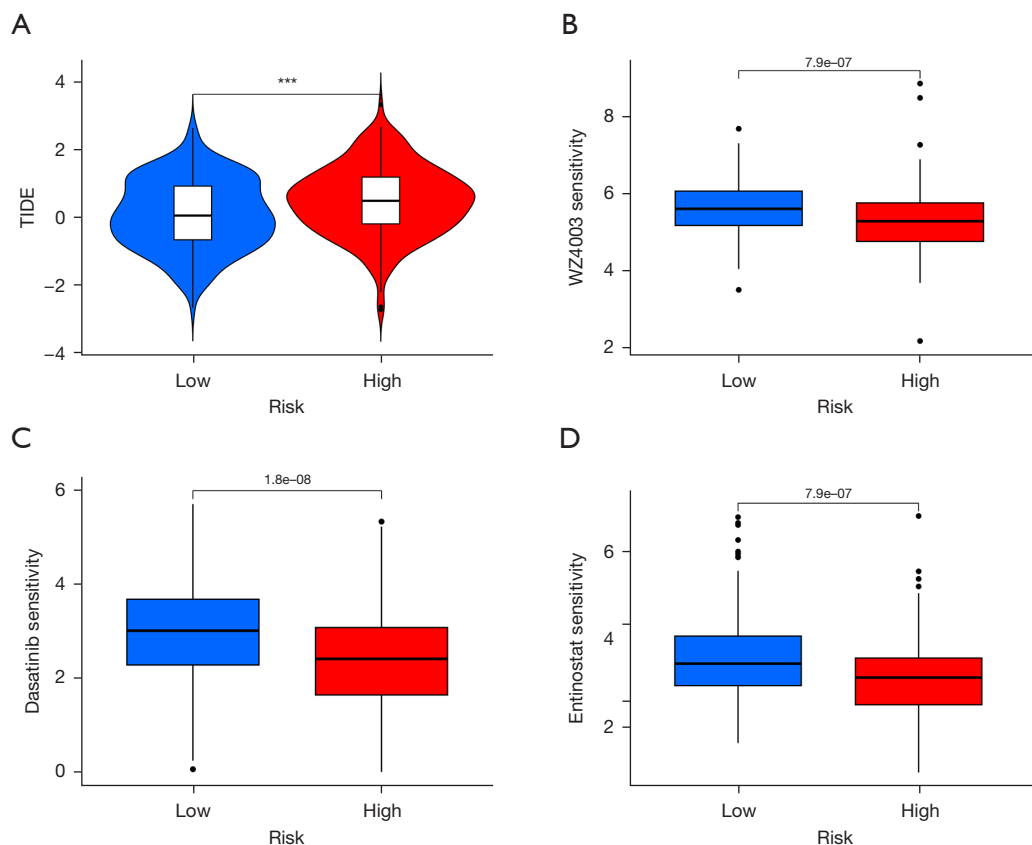 A
***
4
2
0
−2
−4
TIDE
Low
High
Risk
B
7.9e−07
8
6
4
2
WZ4003 sensitivity
Low
High
Risk
C
1.8e−08
6
4
2
0
Dasatinib sensitivity
Low
High
Risk
D
7.9e−07
6
4
2
Entinostat sensitivity
Low
High
Risk